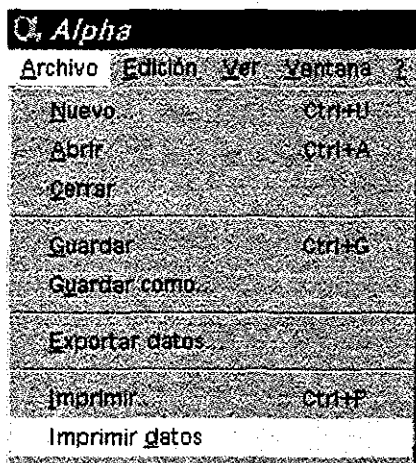 α Alpha
Archivo Edición Ver Ventana ?
Nuevo... Ctrl+U
Abrir... Ctrl+A
Cerrar
Guardar Ctrl+G
Guardar como...
Exportar datos...
Imprimir... Ctrl+P
Imprimir datos